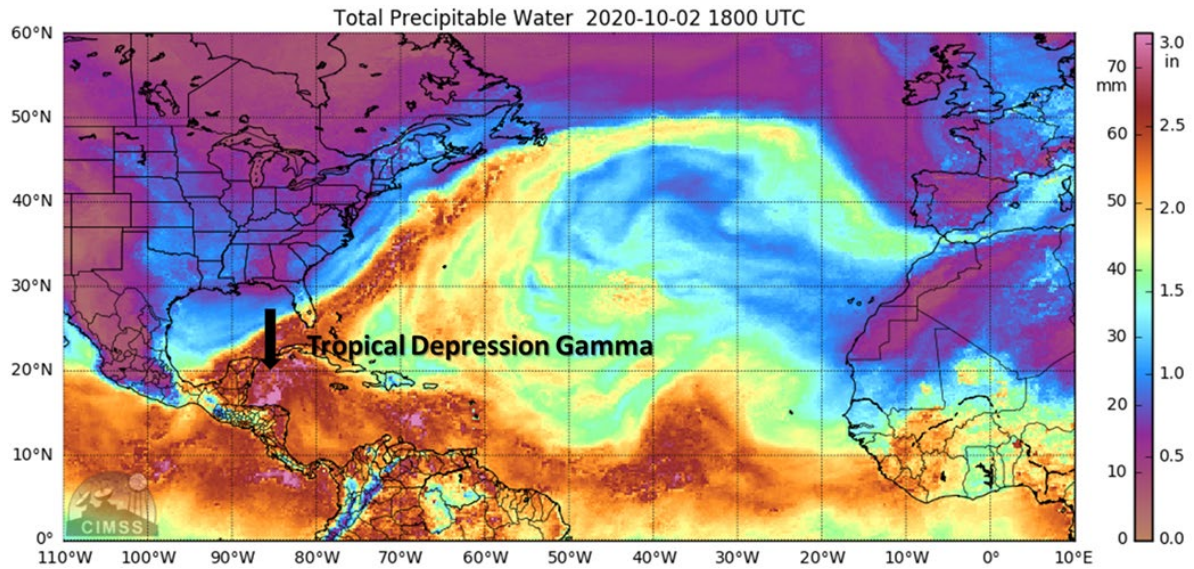 Total Precipitable Water 2020-10-02 1800 UTC
60°N
50°N
40°N
30°N
20°N
10°N
0°
Tropical Depression Gamma
CIMSS
110°W 100°W 90°W 80°W 70°W 60°W 50°W 40°W 30°W 20°W 10°W 0° 10°E
70
mm
60
50
40
30
20
10
0
3.0
in
2.5
2.0
1.5
1.0
0.5
0.0